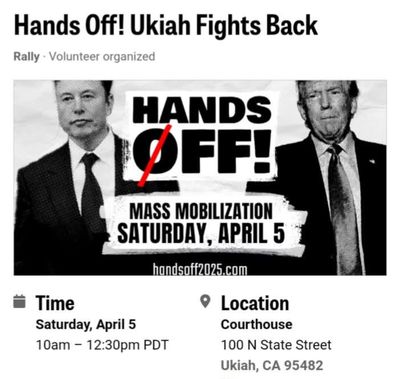 Hands Off! Ukiah Fights Back
Rally · Volunteer organized
HANDS
OFF!
MASS MOBILIZATION
SATURDAY, APRIL 5
handsoff2025.com
Time
Saturday, April 5
10am – 12:30pm PDT
Location
Courthouse
100 N State Street
Ukiah, CA 95482